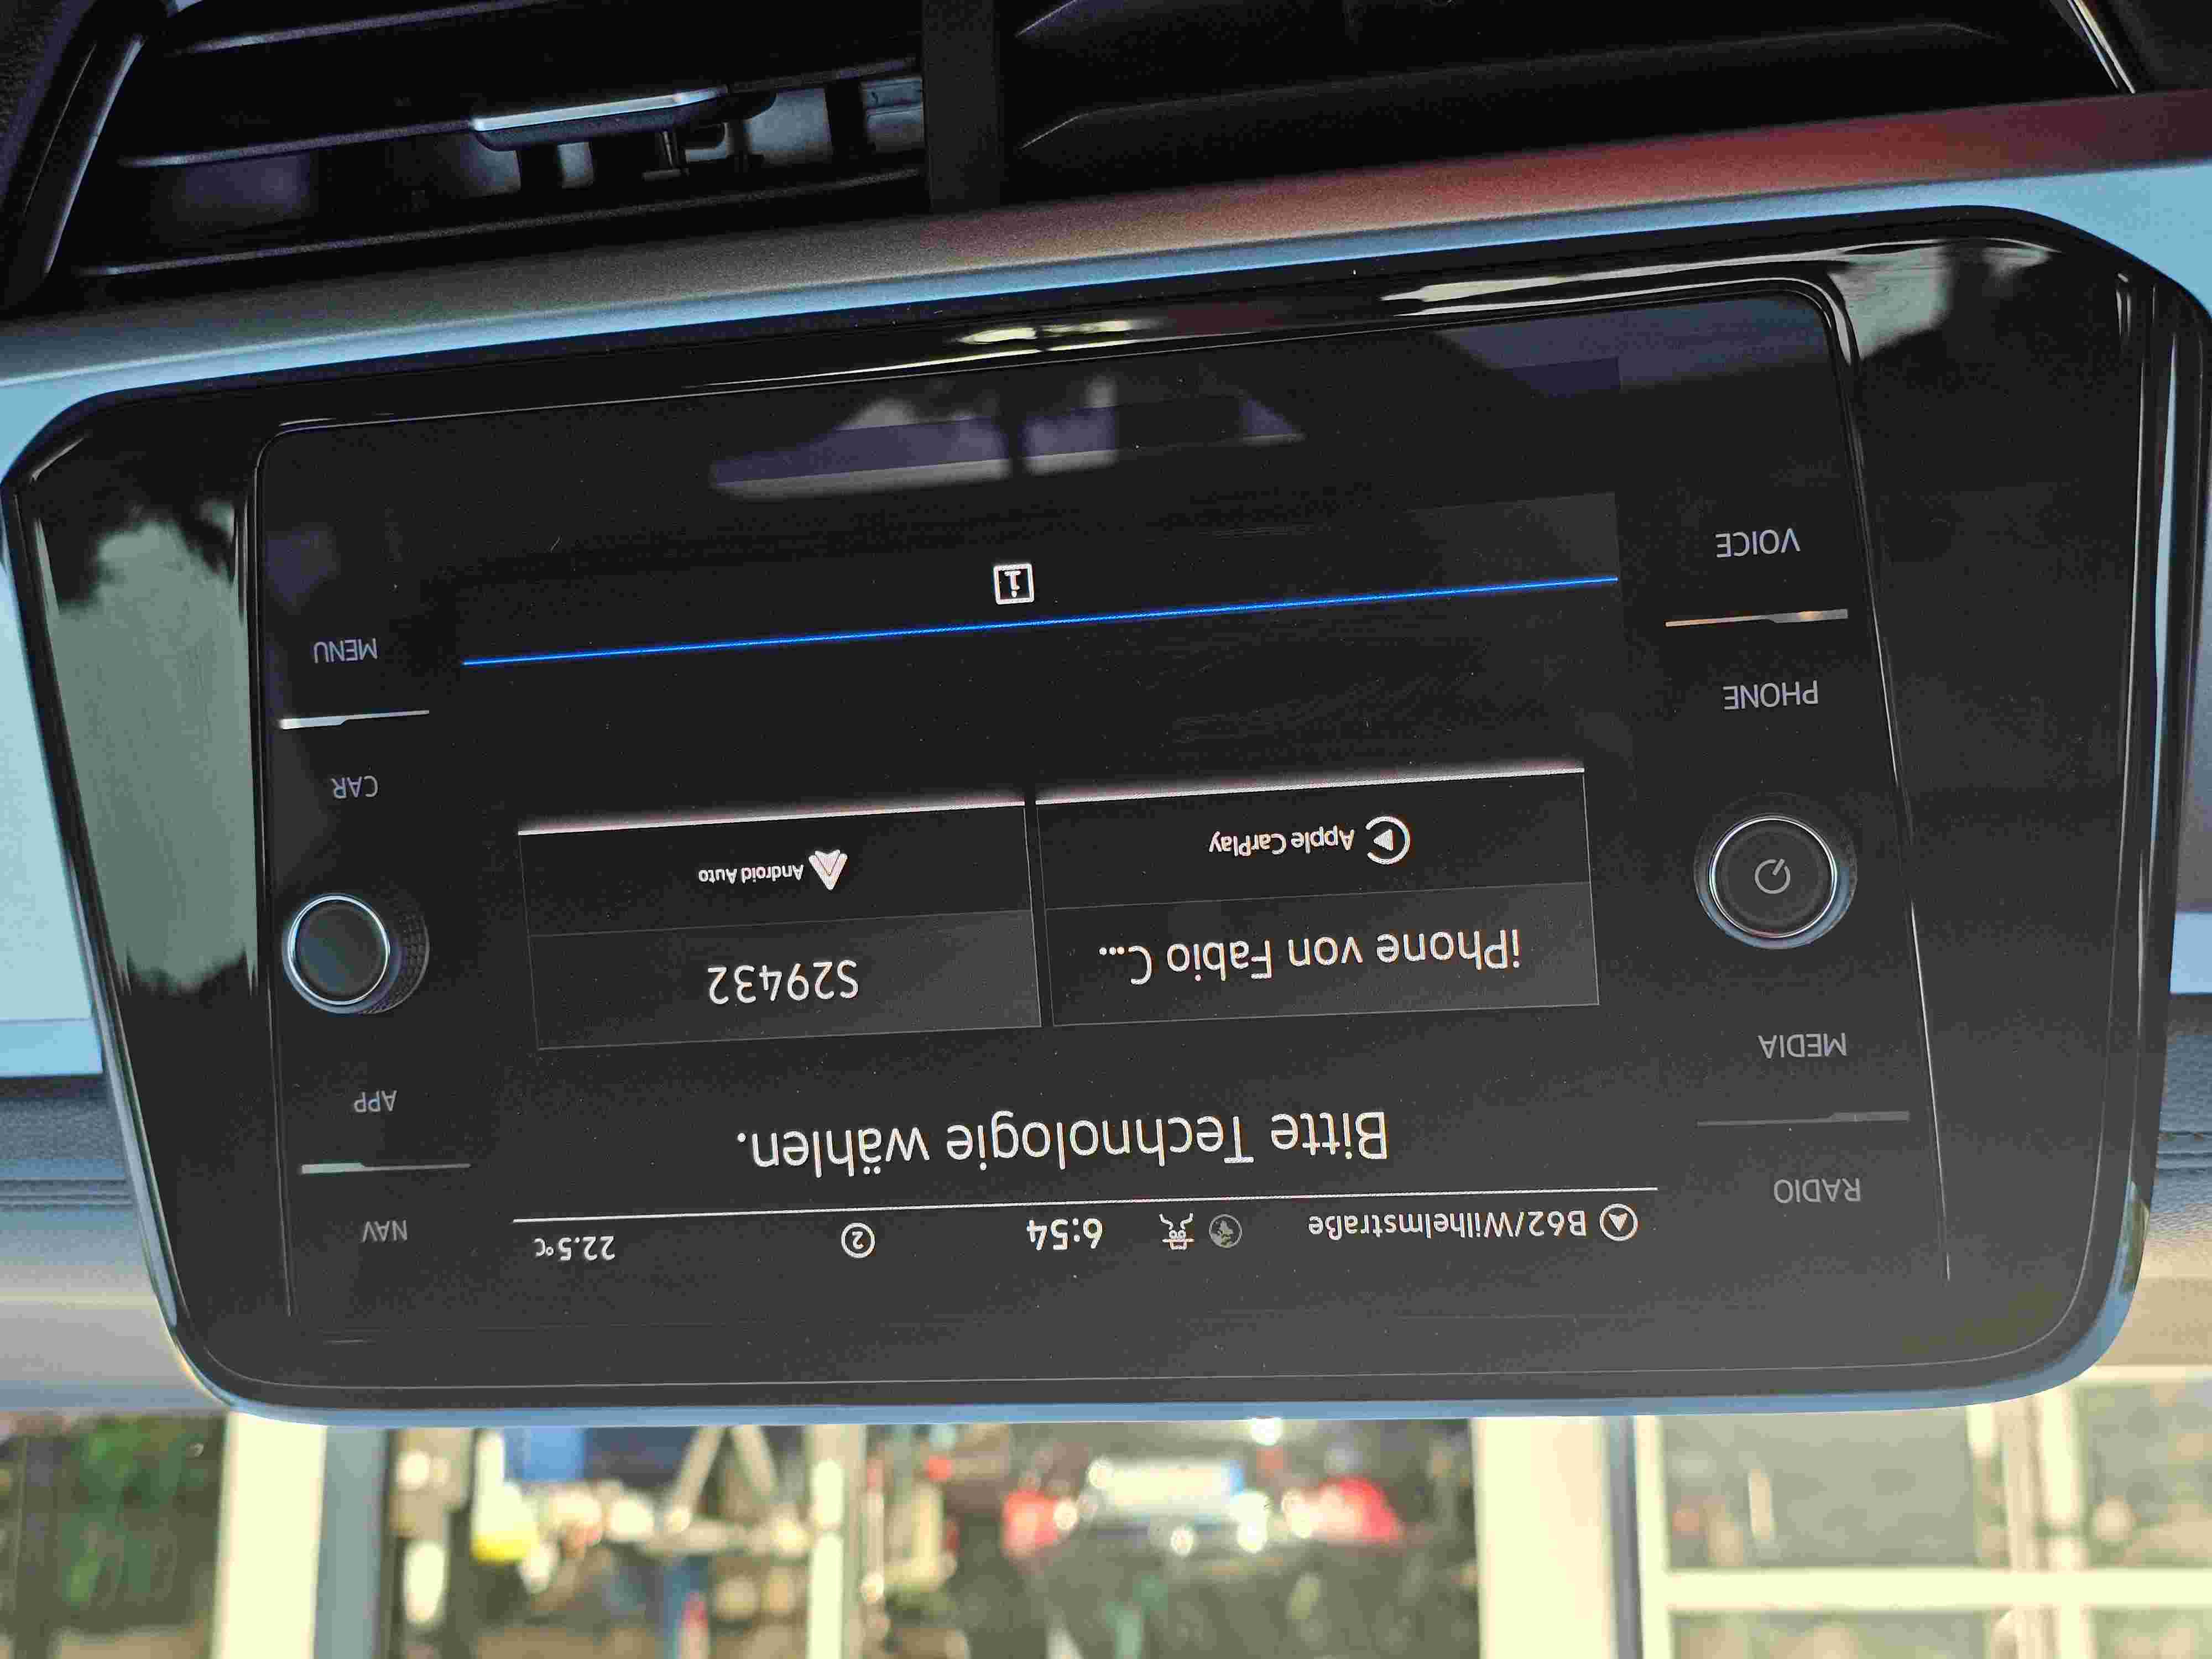 B62/Wilhelmstraße 6:54 2 22.5°C
Bitte Technologie wählen.
iPhone von Fabio C...
S29432
Apple CarPlay
Android Auto
i
RADIO
MEDIA
PHONE
VOICE
NAV
APP
CAR
MENU